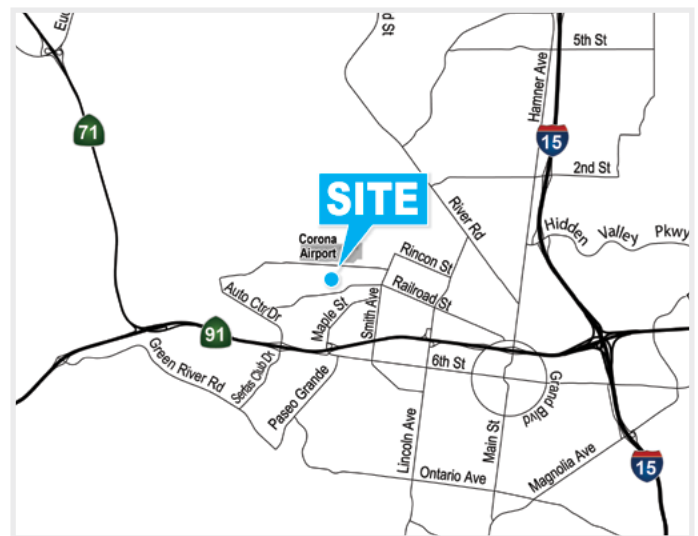 Euc
d St
5th St
Hamner Ave
71
15
2nd St
SITE
River Rd
Hidden Valley Pkwy
Corona
Airport
Rincon St
Auto Ctr Dr
Maple St
Smith Ave
Railroad St
91
Green River Rd
Serfas Club Dr
Paseo Grande
6th St
Grand Blvd
Lincoln Ave
Main St
Magnolia Ave
15
Ontario Ave